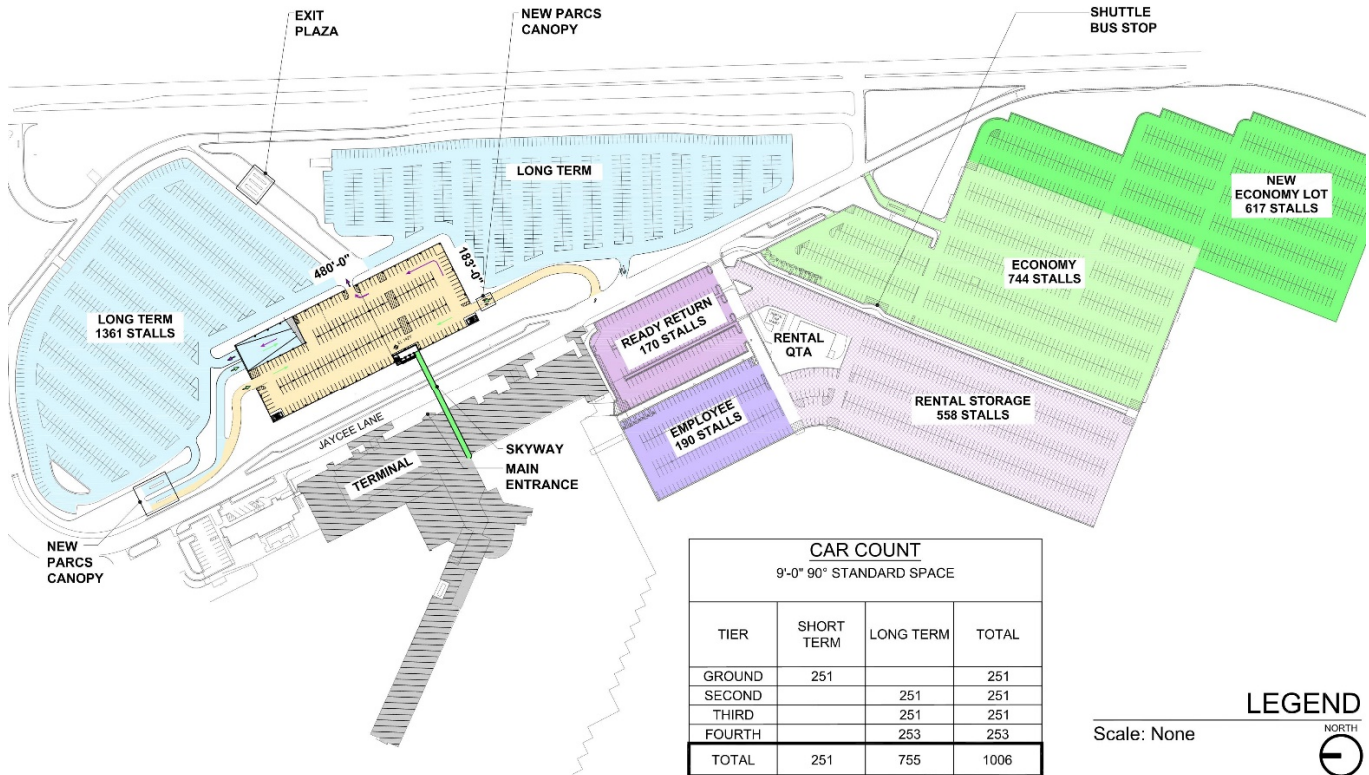 EXIT
PLAZA
NEW PARCS
CANOPY
SHUTTLE
BUS STOP
LONG TERM
NEW
ECONOMY LOT
617 STALLS
480'-0"
183'-0"
ECONOMY
744 STALLS
LONG TERM
1361 STALLS
READY RETURN
170 STALLS
RENTAL
QTA
RENTAL STORAGE
558 STALLS
EMPLOYEE
190 STALLS
JAYCEE LANE
SKYWAY
MAIN
ENTRANCE
TERMINAL
NEW
PARCS
CANOPY
CAR COUNT
9'-0" 90° STANDARD SPACE
TIER SHORT TERM LONG TERM TOTAL
GROUND 251 251
SECOND 251 251
THIRD 251 251
FOURTH 253 253
TOTAL 251 755 1006
LEGEND
Scale: None
NORTH